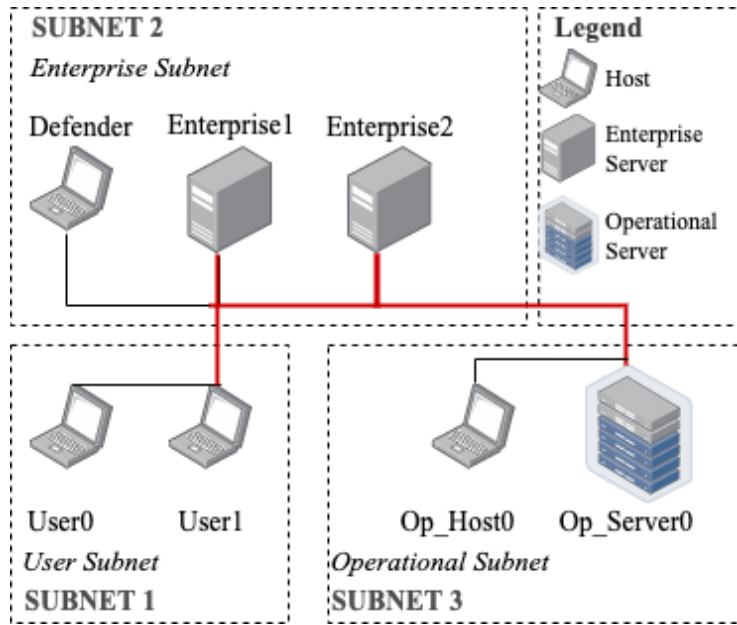 SUBNET 2
Enterprise Subnet
Defender
Enterprise1
Enterprise2
Legend
Host
Enterprise
Server
Operational
Server
User0
User1
User Subnet
SUBNET 1
Op_Host0
Op_Server0
Operational Subnet
SUBNET 3